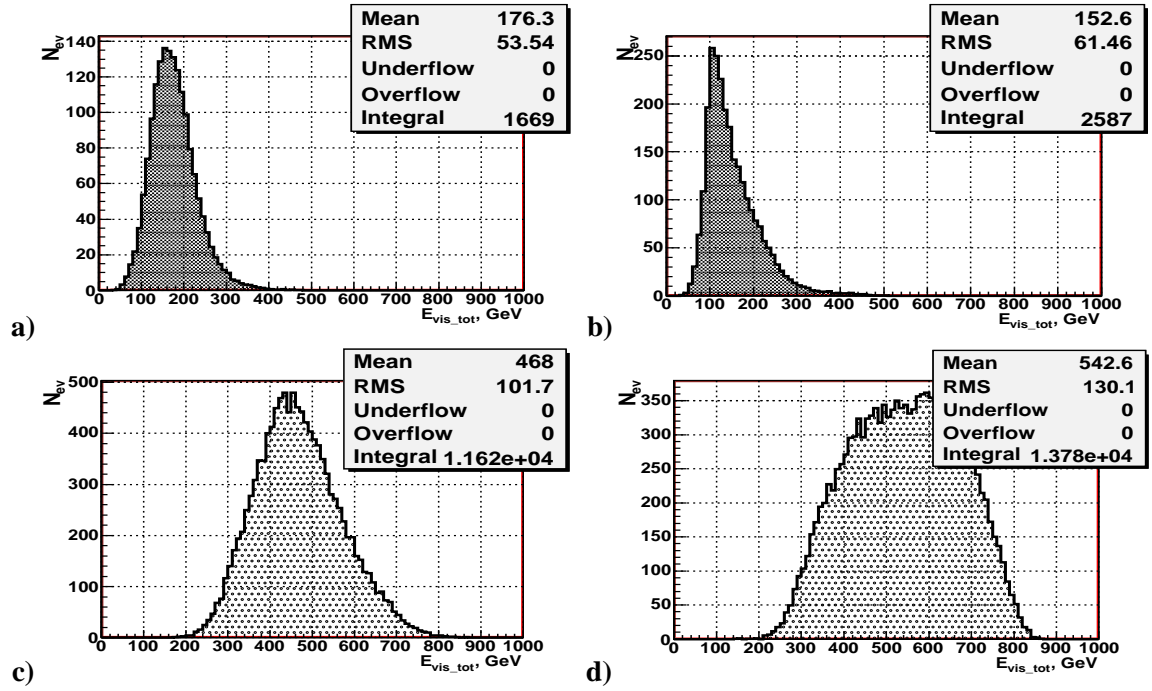 Mean 176.3
RMS 53.54
Underflow 0
Overflow 0
Integral 1669
N_ev
140
120
100
80
60
40
20
0
0 100 200 300 400 500 600 700 800 900 1000
E_vis_tot, GeV
a)
Mean 152.6
RMS 61.46
Underflow 0
Overflow 0
Integral 2587
N_ev
250
200
150
100
50
0
0 100 200 300 400 500 600 700 800 900 1000
E_vis_tot, GeV
b)
Mean 468
RMS 101.7
Underflow 0
Overflow 0
Integral 1.162e+04
N_ev
500
400
300
200
100
0
0 100 200 300 400 500 600 700 800 900 1000
E_vis_tot, GeV
c)
Mean 542.6
RMS 130.1
Underflow 0
Overflow 0
Integral 1.378e+04
N_ev
350
300
250
200
150
100
50
0
0 100 200 300 400 500 600 700 800 900 1000
E_vis_tot, GeV
d)